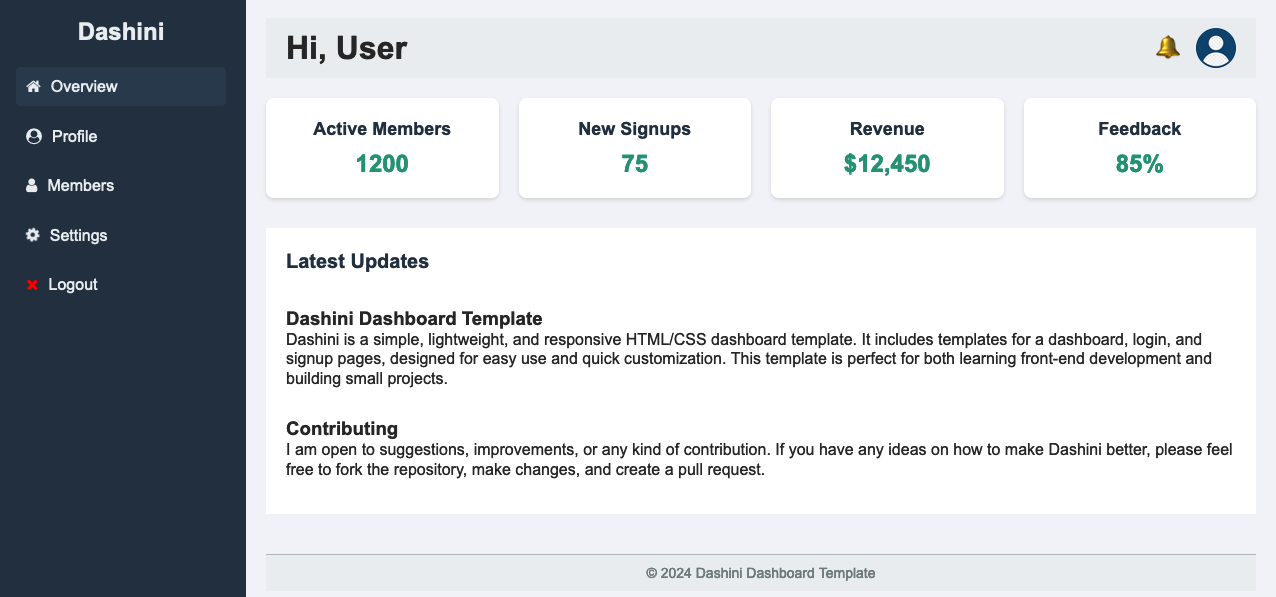 Dashini
Overview
Profile
Members
Settings
Logout
Hi, User
Active Members
1200
New Signups
75
Revenue
$12,450
Feedback
85%
Latest Updates
Dashini Dashboard Template
Dashini is a simple, lightweight, and responsive HTML/CSS dashboard template. It includes templates for a dashboard, login, and
signup pages, designed for easy use and quick customization. This template is perfect for both learning front-end development and
building small projects.
Contributing
I am open to suggestions, improvements, or any kind of contribution. If you have any ideas on how to make Dashini better, please feel
free to fork the repository, make changes, and create a pull request.
© 2024 Dashini Dashboard Template